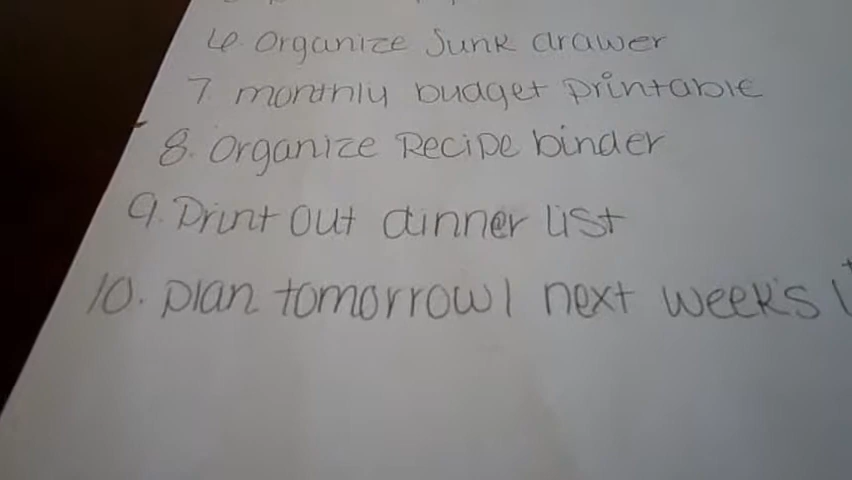 6. Organize Junk drawer
7. monthly budget printable
8. Organize Recipe binder
9. Print out dinner list
10. plan tomorrow/ next week's